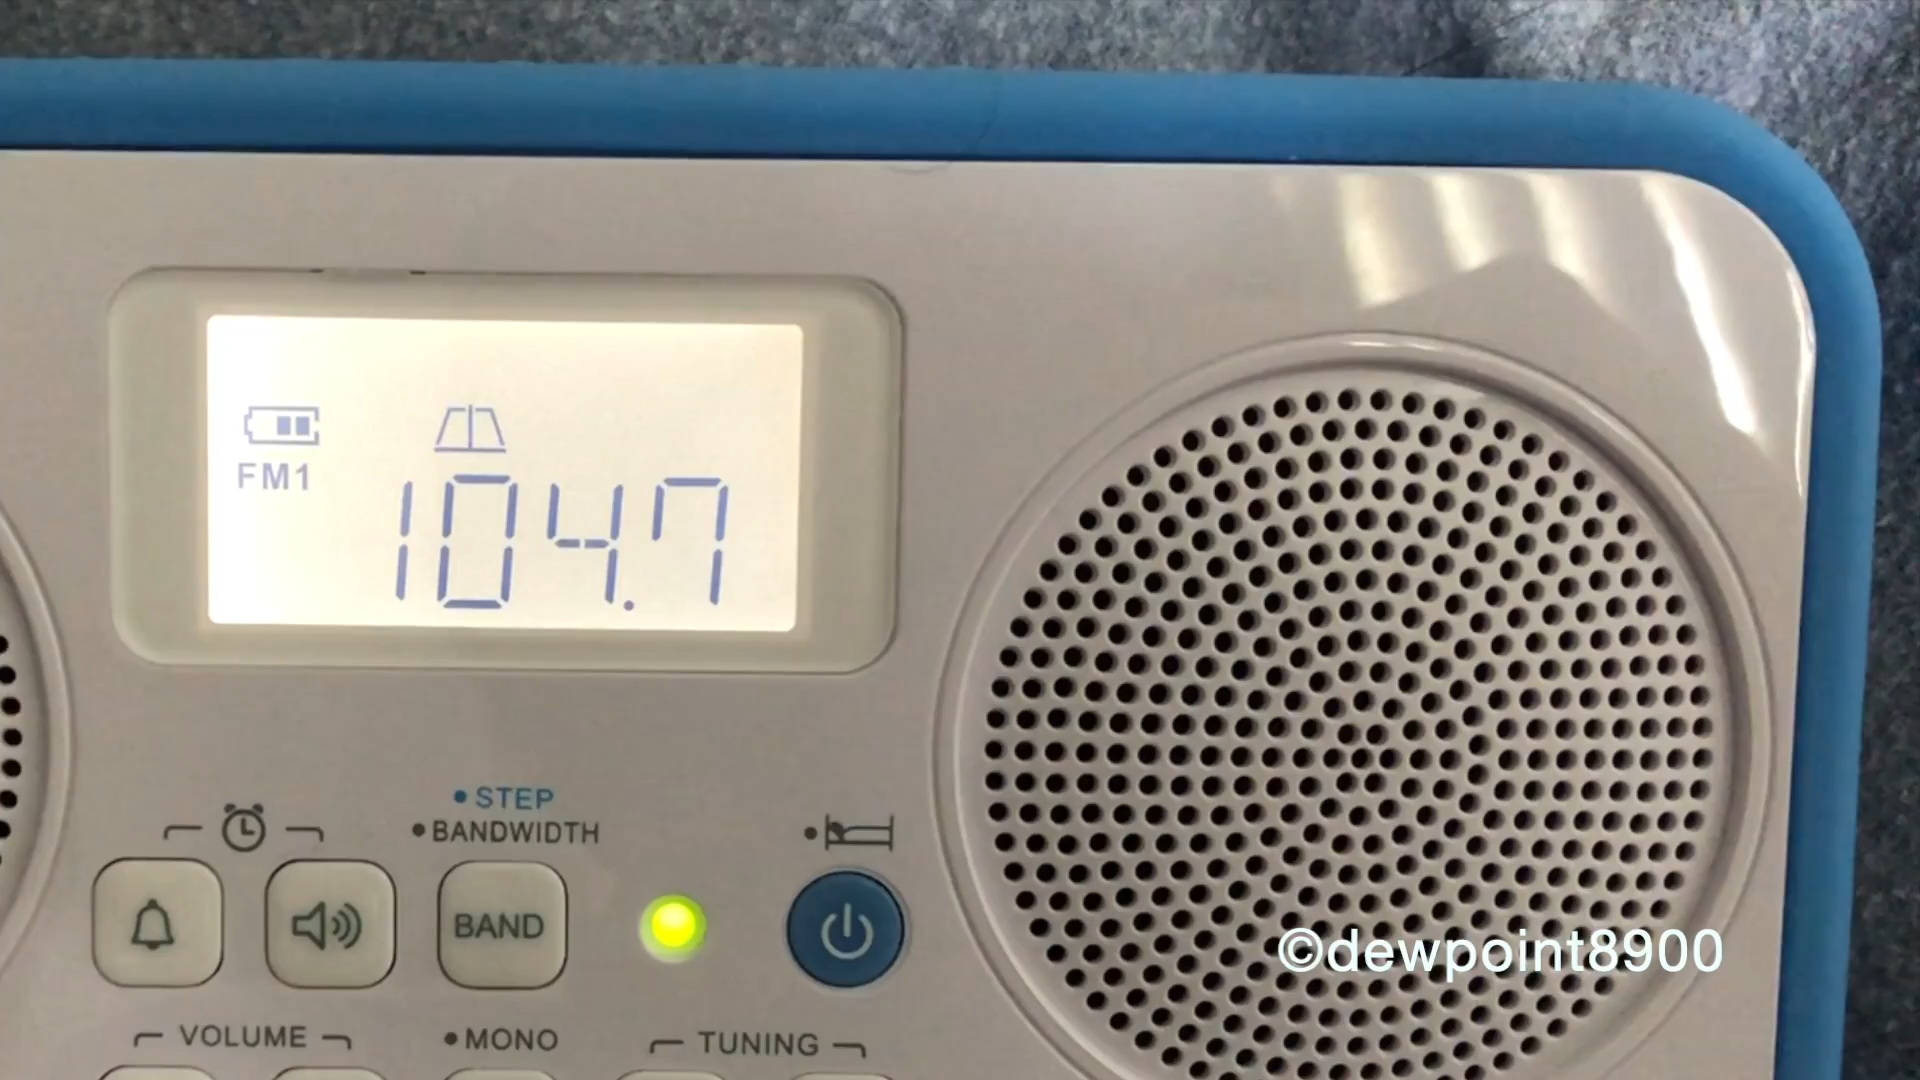 FM1
104.7
•STEP
•BANDWIDTH
BAND
VOLUME
•MONO
TUNING
©dewpoint8900